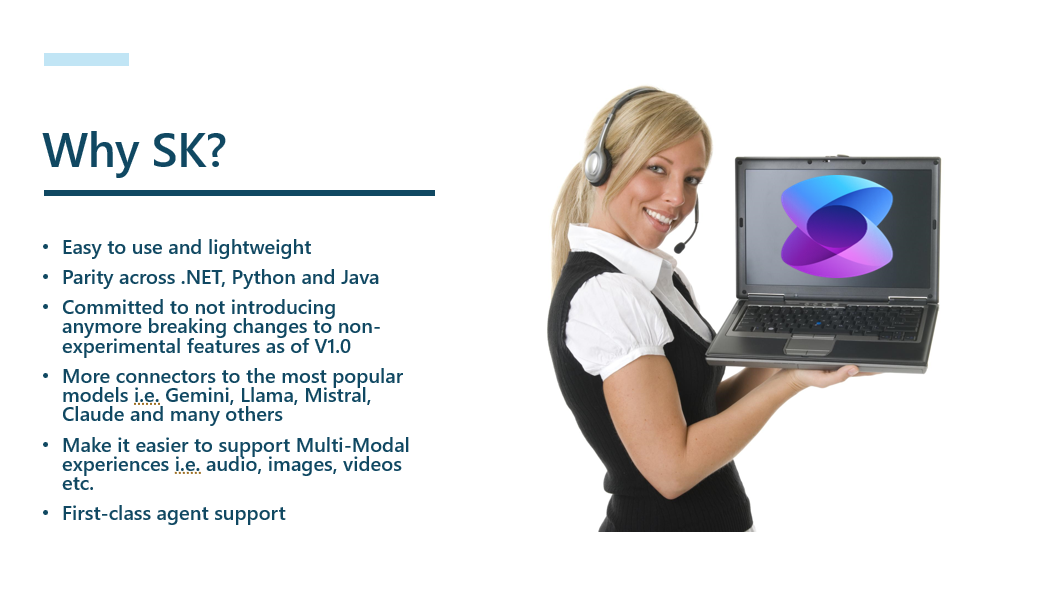 Why SK?
• Easy to use and lightweight
• Parity across .NET, Python and Java
• Committed to not introducing
anymore breaking changes to non-
experimental features as of V1.0
• More connectors to the most popular
models i.e. Gemini, Llama, Mistral,
Claude and many others
• Make it easier to support Multi-Modal
experiences i.e. audio, images, videos
etc.
• First-class agent support